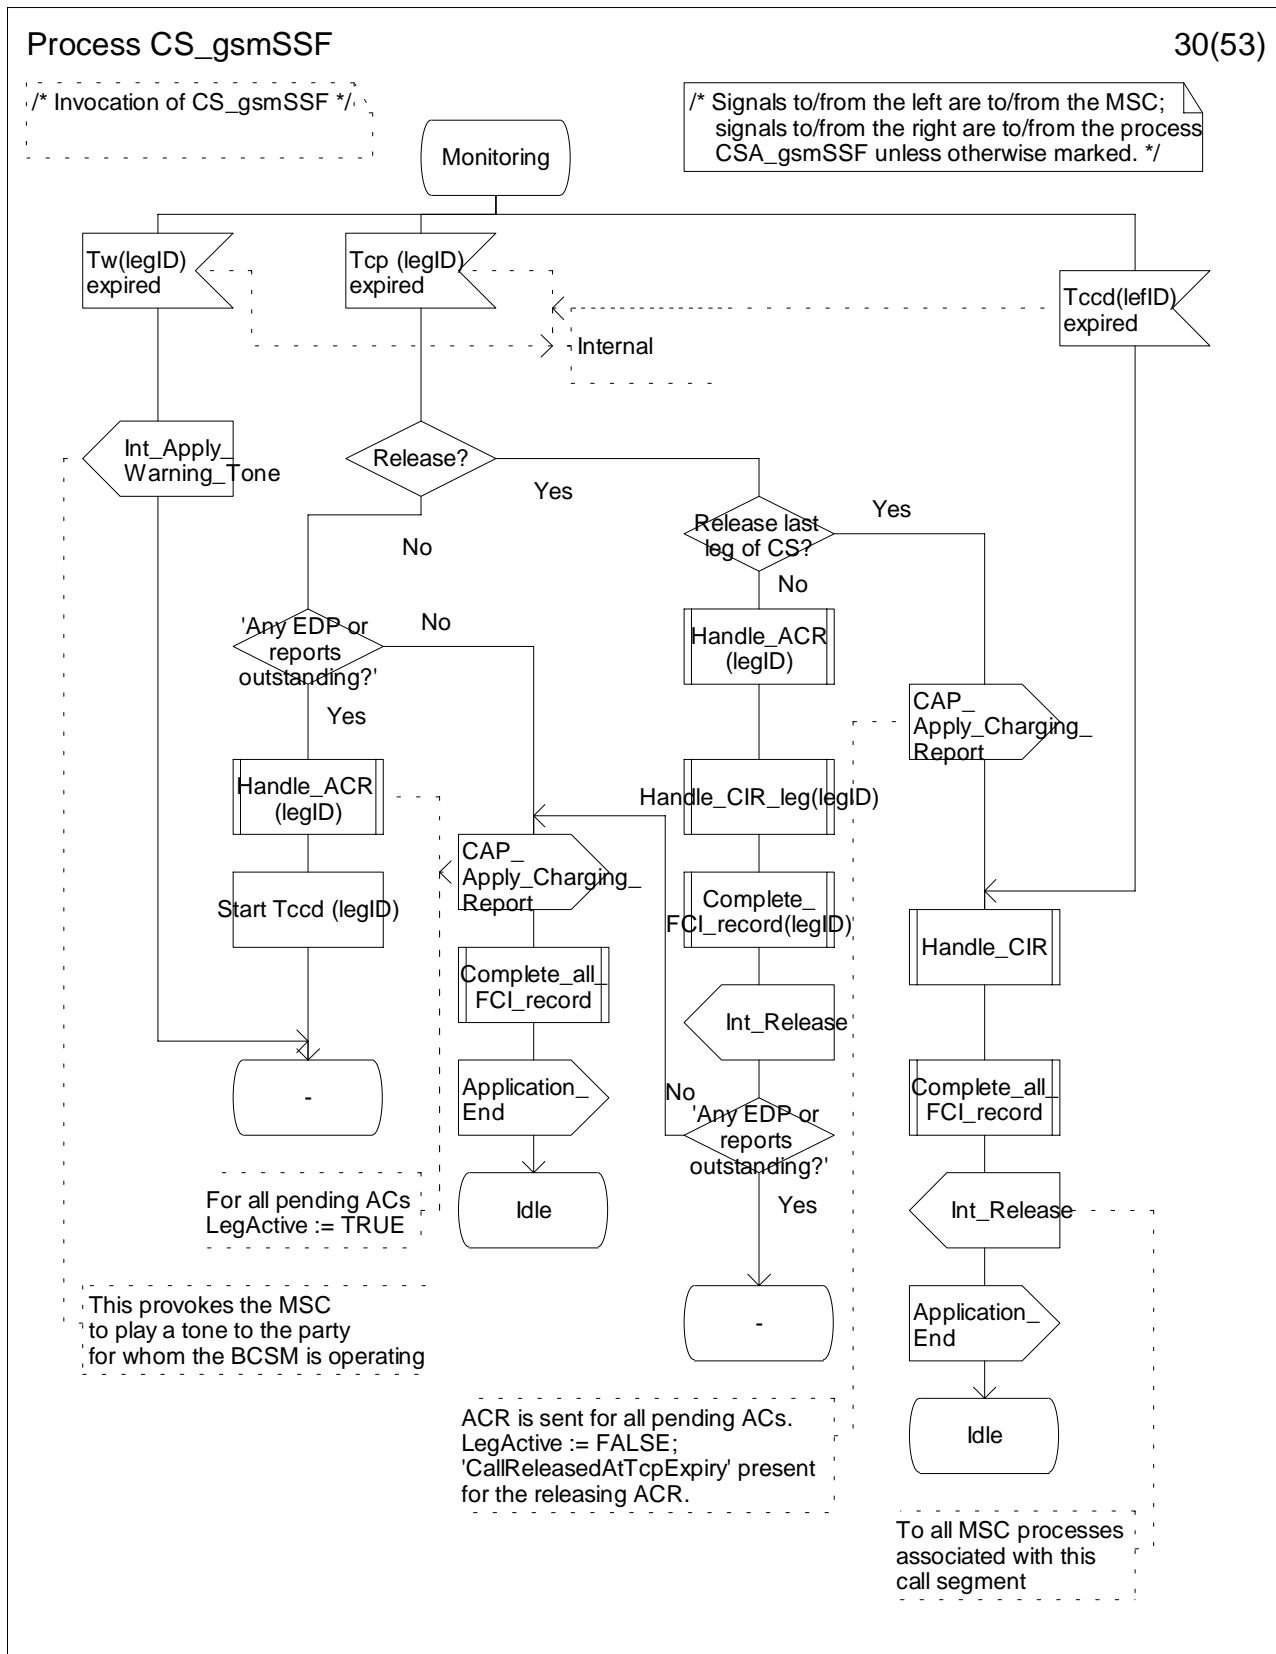 Process CS_gsmSSF
30(53)
/* Invocation of CS_gsmSSF */
/* Signals to/from the left are to/from the MSC;
signals to/from the right are to/from the process
CSA_gsmSSF unless otherwise marked. */
Monitoring
Tw(legID)
expired
Tcp (legID)
expired
Tccd(lefID)
expired
Internal
Int_Apply_
Warning_Tone
Release?
Yes
No
Release last
leg of CS?
Yes
No
'Any EDP or
reports
outstanding?'
No
Yes
Handle_ACR
(legID)
CAP_
Apply_Charging_
Report
Handle_ACR
(legID)
Handle_CIR_leg(legID)
CAP_
Apply_Charging_
Report
Start Tccd (legID)
Complete_
FCI_record(legID)
Handle_CIR
Complete_all_
FCI_record
Int_Release
-
Application_
End
No
'Any EDP or
reports
outstanding?'
Yes
Complete_all_
FCI_record
For all pending ACs
LegActive := TRUE
Idle
Int_Release
This provokes the MSC
to play a tone to the party
for whom the BCSM is operating
-
Application_
End
ACR is sent for all pending ACs.
LegActive := FALSE;
'CallReleasedAtTcpExpiry' present
for the releasing ACR.
Idle
To all MSC processes
associated with this
call segment